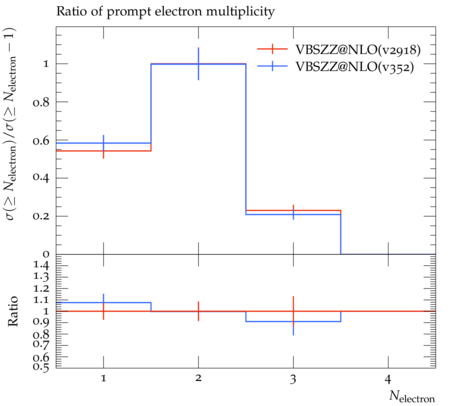 Ratio of prompt electron multiplicity
σ(≥ N_electron)/σ(≥ N_electron − 1)
VBSZZ@NLO(v2918)
VBSZZ@NLO(v352)
1
0.8
0.6
0.4
0.2
0
Ratio
1.4
1.3
1.2
1.1
1.0
0.9
0.8
0.7
0.6
0.5
1 2 3 4
N_electron